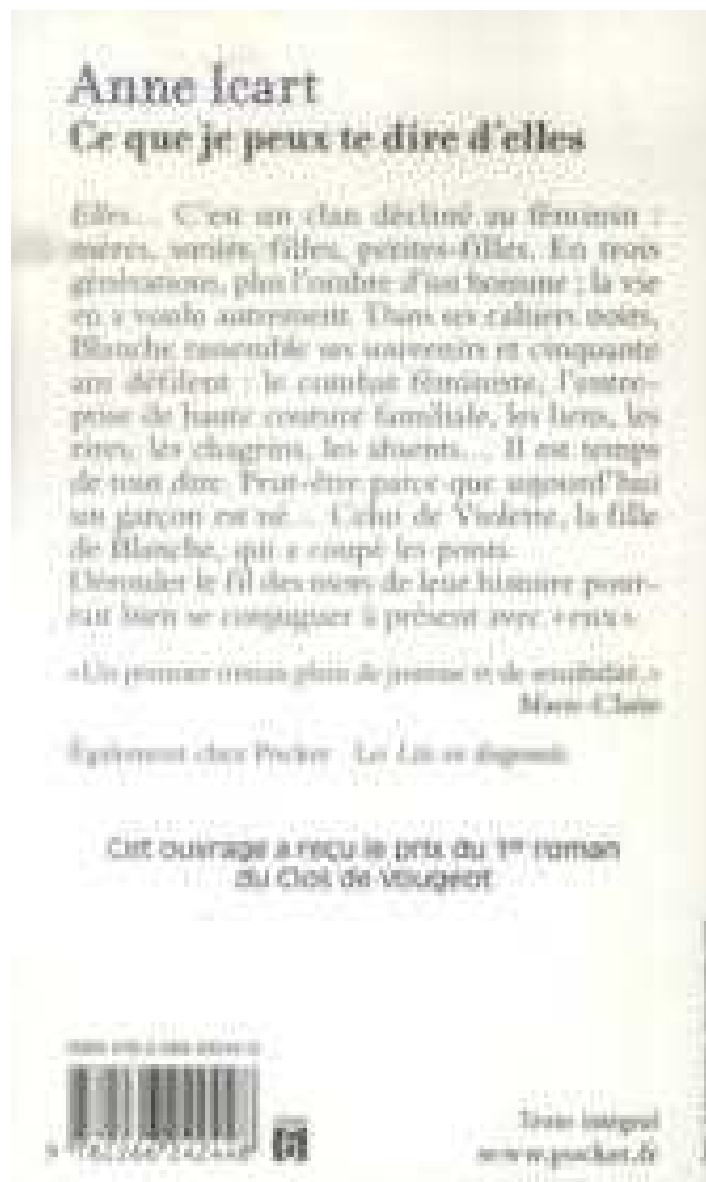 Anne Icart
Ce que je peux te dire d'elles
Elles... C'est un clan décliné au féminin :
mères, sœurs, filles, petites-filles. En trois
générations, plus l'ombre d'un homme ; la vie
en a voulu autrement. Dans ses cahiers noirs,
Blanche rassemble ses souvenirs et cinquante
ans défilent : le combat féministe, l'entre-
prise de haute couture familiale, les liens, les
rires, les chagrins, les absents... Il est temps
de tout dire. Peut-être parce que aujourd'hui
un garçon est né... Celui de Violette, la fille
de Blanche, qui a coupé les ponts.
Dérouler le fil des mots de leur histoire pour-
rait bien se conjuguer à présent avec «eux».
«Un premier roman plein de justesse et de sensibilité.»
Marie-Claire
Également chez Pocket : Les Lits en diagonale
Cet ouvrage a reçu le prix du 1er roman
du Clos de Vougeot
Texte intégral
www.pocket.fr